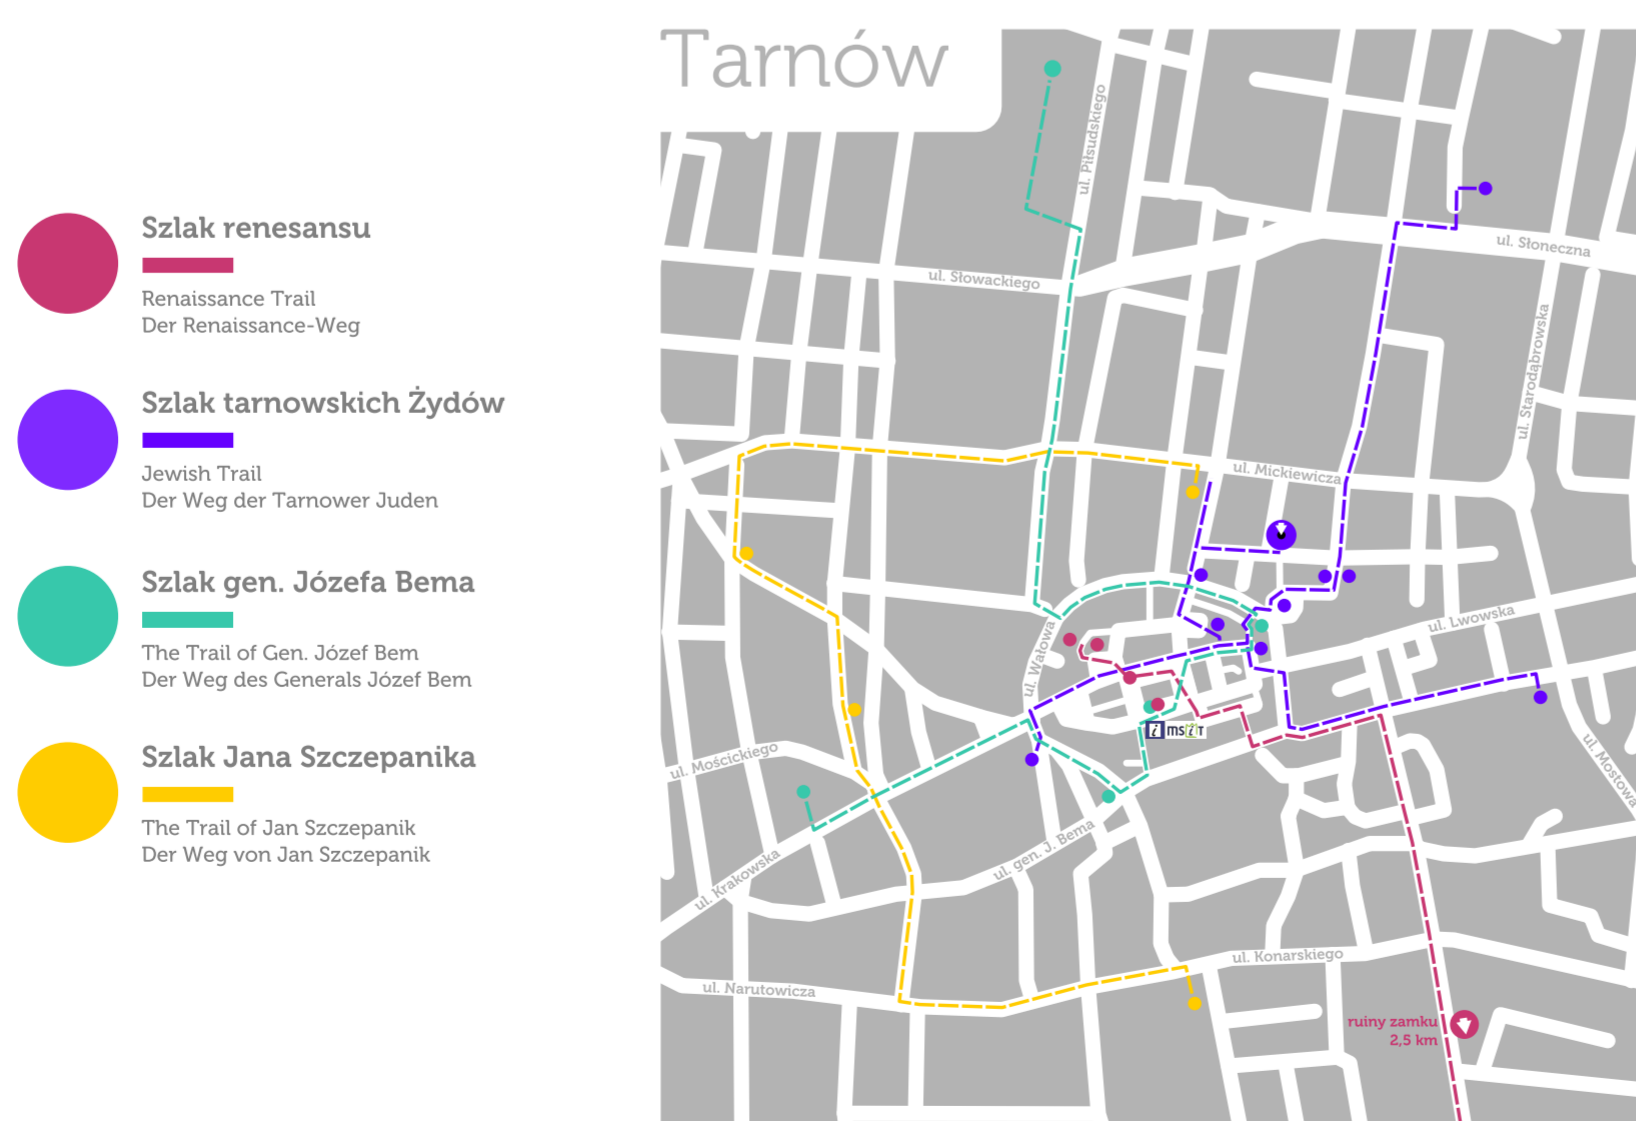 Tarnów
Szlak renesansu
Renaissance Trail
Der Renaissance-Weg
Szlak tarnowskich Żydów
Jewish Trail
Der Weg der Tarnower Juden
Szlak gen. Józefa Bema
The Trail of Gen. Józef Bem
Der Weg des Generals Józef Bem
Szlak Jana Szczepanika
The Trail of Jan Szczepanik
Der Weg von Jan Szczepanik
ul. Piłsudskiego
ul. Słoneczna
ul. Słowackiego
ul. Starodąbrowska
ul. Mickiewicza
ul. Lwowska
ul. Wałowa
i msiT
ul. Mościckiego
ul. Mostowa
ul. gen. J. Bema
ul. Krakowska
ul. Konarskiego
ul. Narutowicza
ruiny zamku
2,5 km